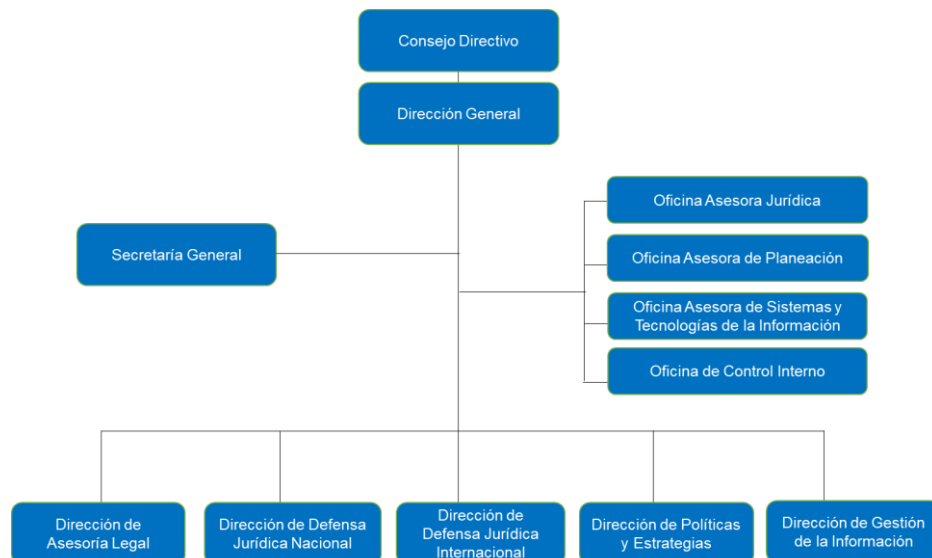 Consejo Directivo
Dirección General
Oficina Asesora Jurídica
Secretaría General
Oficina Asesora de Planeación
Oficina Asesora de Sistemas y
Tecnologías de la Información
Oficina de Control Interno
Dirección de
Asesoría Legal
Dirección de Defensa
Jurídica Nacional
Dirección de
Defensa Jurídica
Internacional
Dirección de Políticas
y Estrategias
Dirección de Gestión
de la Información